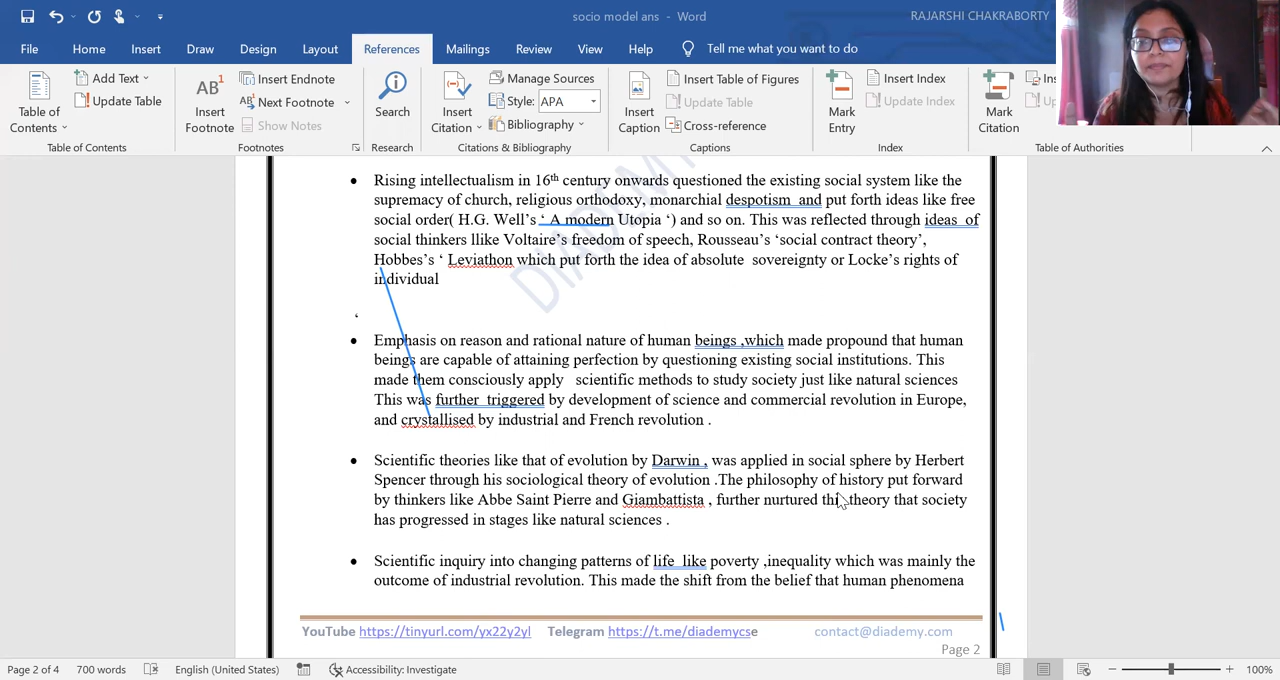 socio model ans - Word
RAJARSHI CHAKRABORTY
File Home Insert Draw Design Layout References Mailings Review View Help Tell me what you want to do
Table of Contents
Add Text
Update Table
Table of Contents
AB¹
Insert Footnote
Insert Endnote
Next Footnote
Show Notes
Footnotes
Search
Research
Insert Citation
Manage Sources
Style: APA
Bibliography
Citations & Bibliography
Insert Caption
Insert Table of Figures
Update Table
Cross-reference
Captions
Mark Entry
Insert Index
Update Index
Index
Mark Citation
Table of Authorities
DIADEMY
• Rising intellectualism in 16th century onwards questioned the existing social system like the
supremacy of church, religious orthodoxy, monarchial despotism and put forth ideas like free
social order( H.G. Well’s ‘ A modern Utopia ‘) and so on. This was reflected through ideas of
social thinkers llike Voltaire’s freedom of speech, Rousseau’s ‘social contract theory’,
Hobbes’s ‘ Leviathon which put forth the idea of absolute sovereignty or Locke’s rights of
individual
‘
• Emphasis on reason and rational nature of human beings ,which made propound that human
beings are capable of attaining perfection by questioning existing social institutions. This
made them consciously apply scientific methods to study society just like natural sciences
This was further triggered by development of science and commercial revolution in Europe,
and crystallised by industrial and French revolution .
• Scientific theories like that of evolution by Darwin , was applied in social sphere by Herbert
Spencer through his sociological theory of evolution .The philosophy of history put forward
by thinkers like Abbe Saint Pierre and Giambattista , further nurtured this theory that society
has progressed in stages like natural sciences .
• Scientific inquiry into changing patterns of life like poverty ,inequality which was mainly the
outcome of industrial revolution. This made the shift from the belief that human phenomena
YouTube https://tinyurl.com/yx22y2yl Telegram https://t.me/diademycse contact@diademy.com
Page 2
Page 2 of 4 700 words English (United States) Accessibility: Investigate 100%